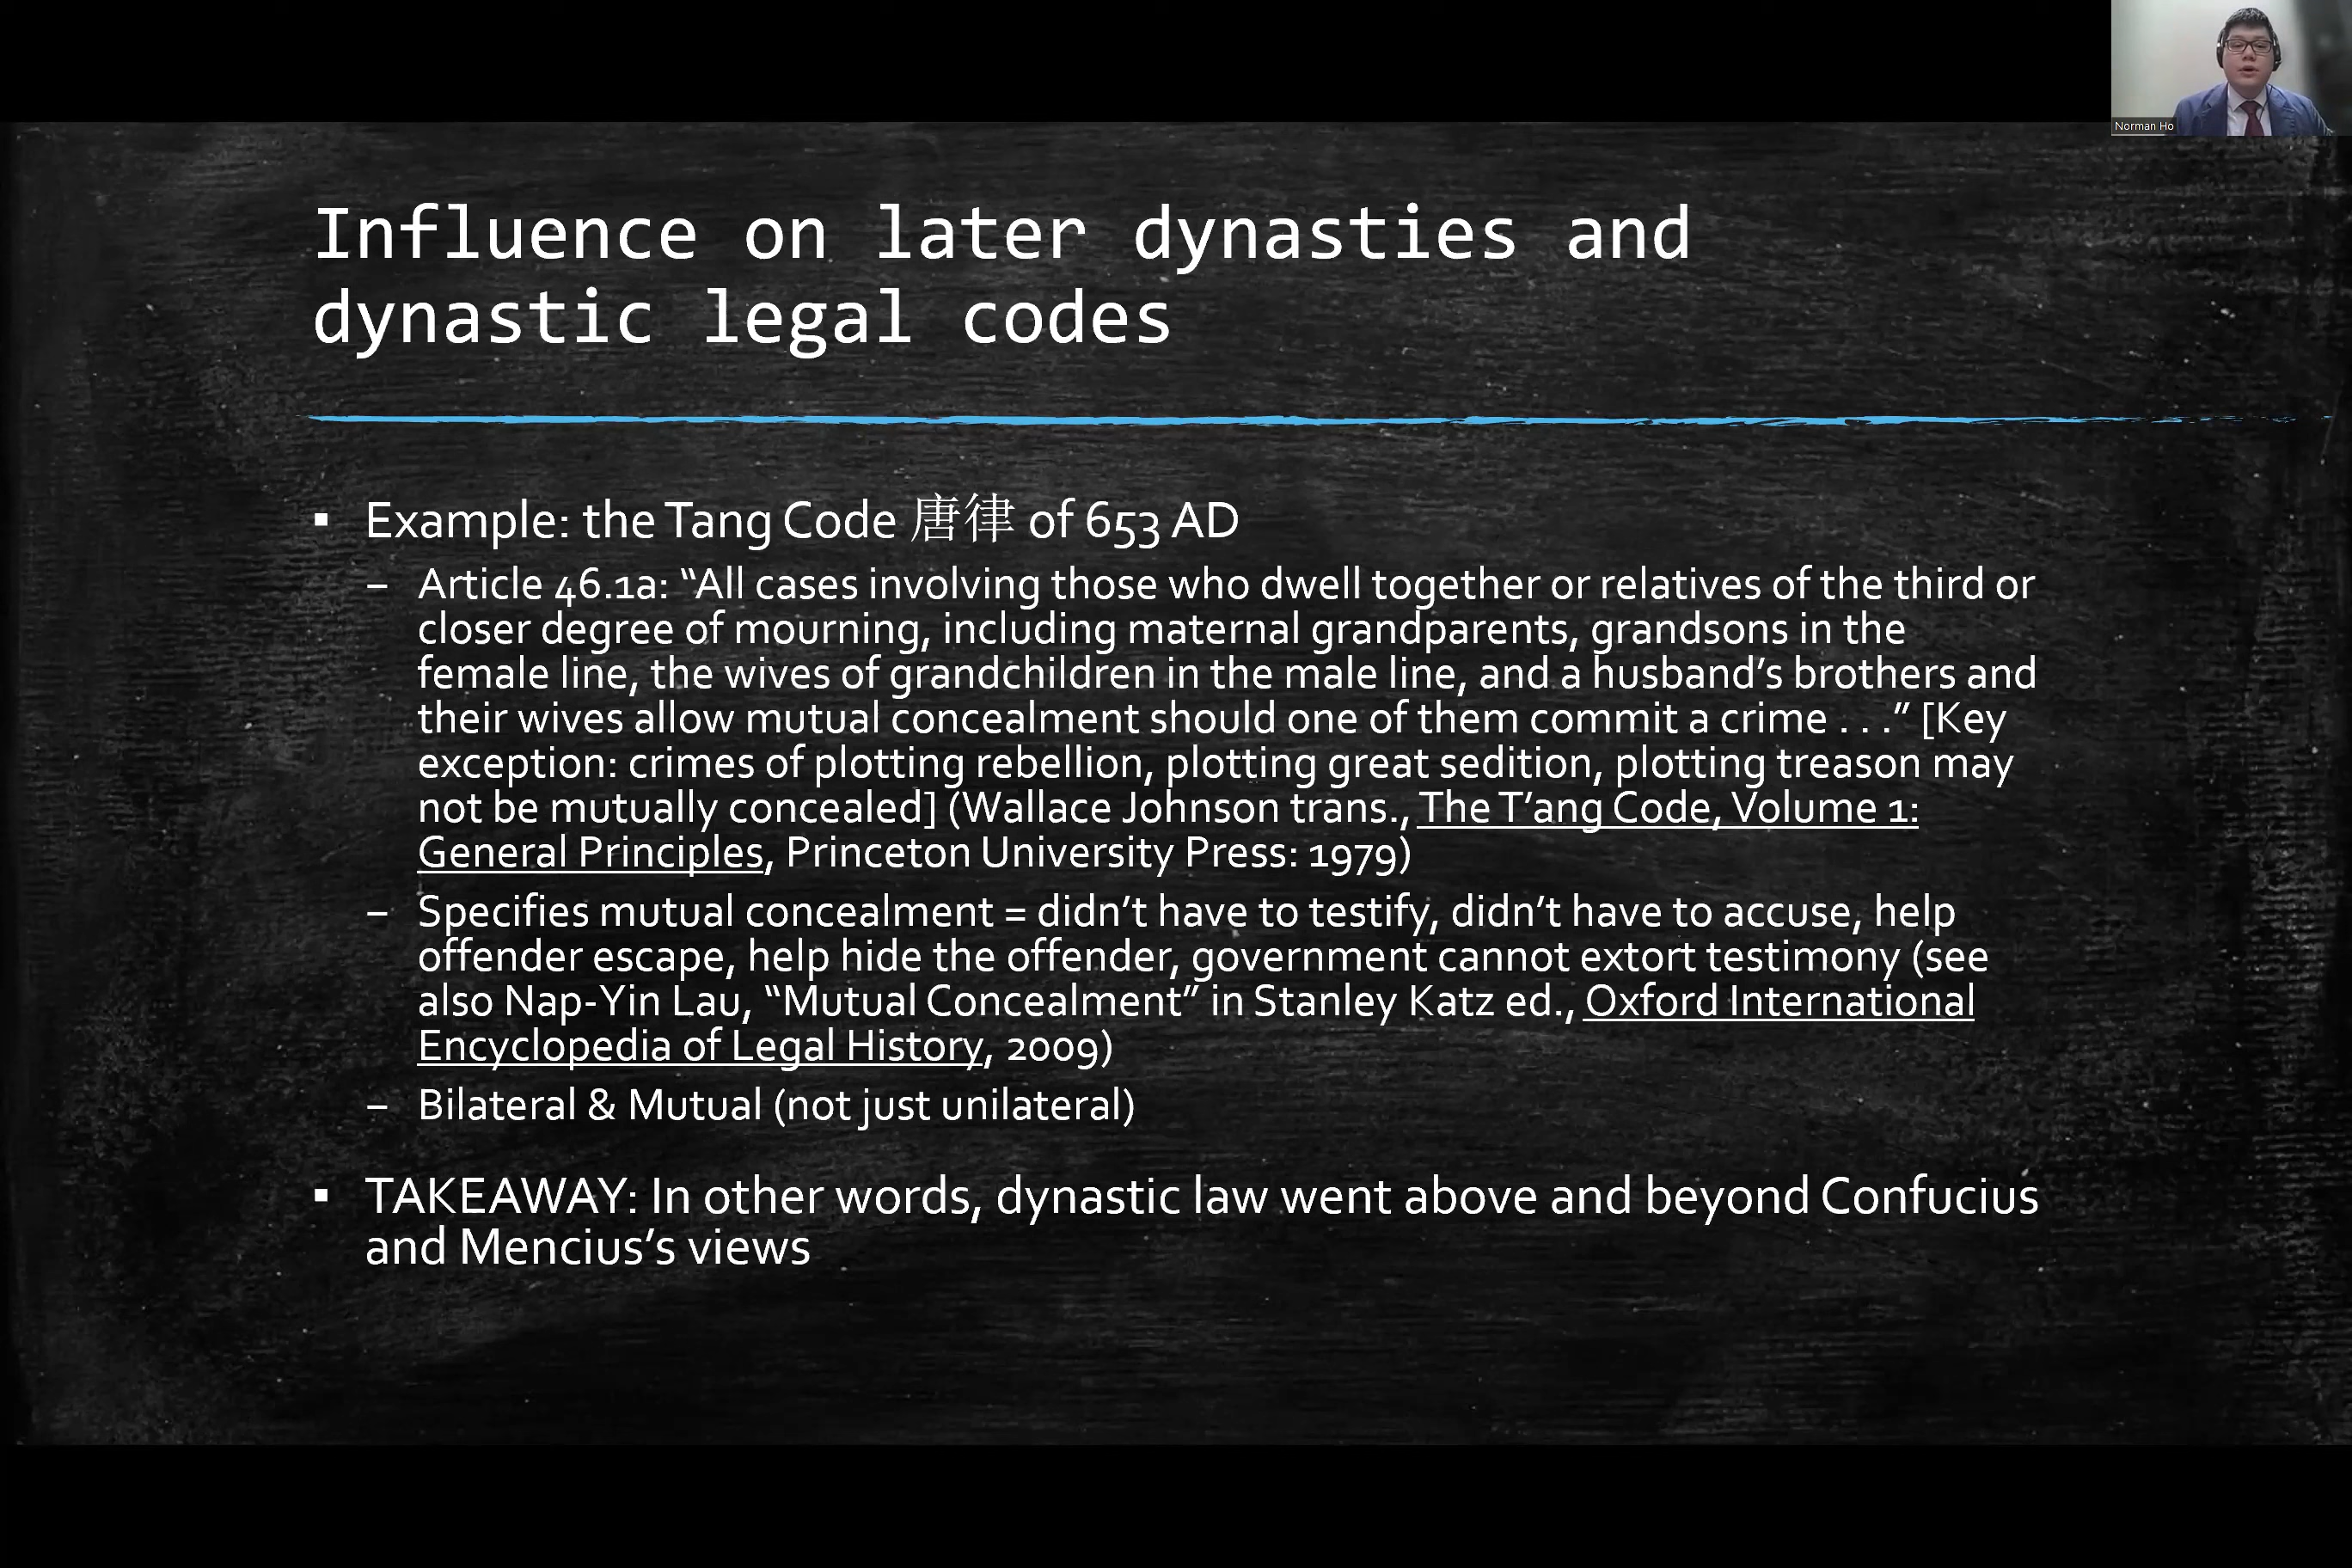 Norman Ho
Influence on later dynasties and
dynastic legal codes
▪ Example: the Tang Code 唐律 of 653 AD
– Article 46.1a: “All cases involving those who dwell together or relatives of the third or
closer degree of mourning, including maternal grandparents, grandsons in the
female line, the wives of grandchildren in the male line, and a husband’s brothers and
their wives allow mutual concealment should one of them commit a crime . . .” [Key
exception: crimes of plotting rebellion, plotting great sedition, plotting treason may
not be mutually concealed] (Wallace Johnson trans., The T’ang Code, Volume 1:
General Principles, Princeton University Press: 1979)
– Specifies mutual concealment = didn’t have to testify, didn’t have to accuse, help
offender escape, help hide the offender, government cannot extort testimony (see
also Nap-Yin Lau, “Mutual Concealment” in Stanley Katz ed., Oxford International
Encyclopedia of Legal History, 2009)
– Bilateral & Mutual (not just unilateral)
▪ TAKEAWAY: In other words, dynastic law went above and beyond Confucius
and Mencius’s views